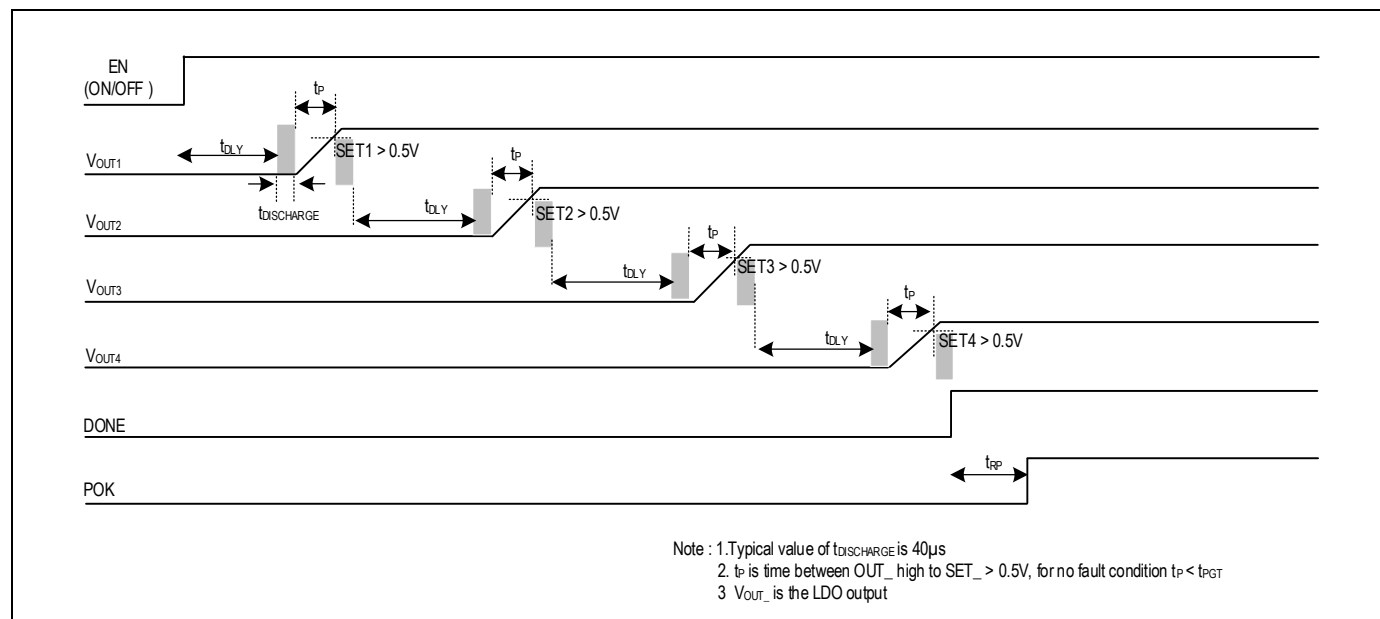 EN
(ON/OFF )
tP
tDLY
SET1 > 0.5V
VOUT1
tDISCHARGE
tP
tDLY
SET2 > 0.5V
VOUT2
tP
tDLY
SET3 > 0.5V
VOUT3
tP
tDLY
SET4 > 0.5V
VOUT4
DONE
tRP
POK
Note : 1.Typical value of tDISCHARGE is 40µs
2. tP is time between OUT_ high to SET_ > 0.5V, for no fault condition tP < tPGT
3 VOUT_ is the LDO output